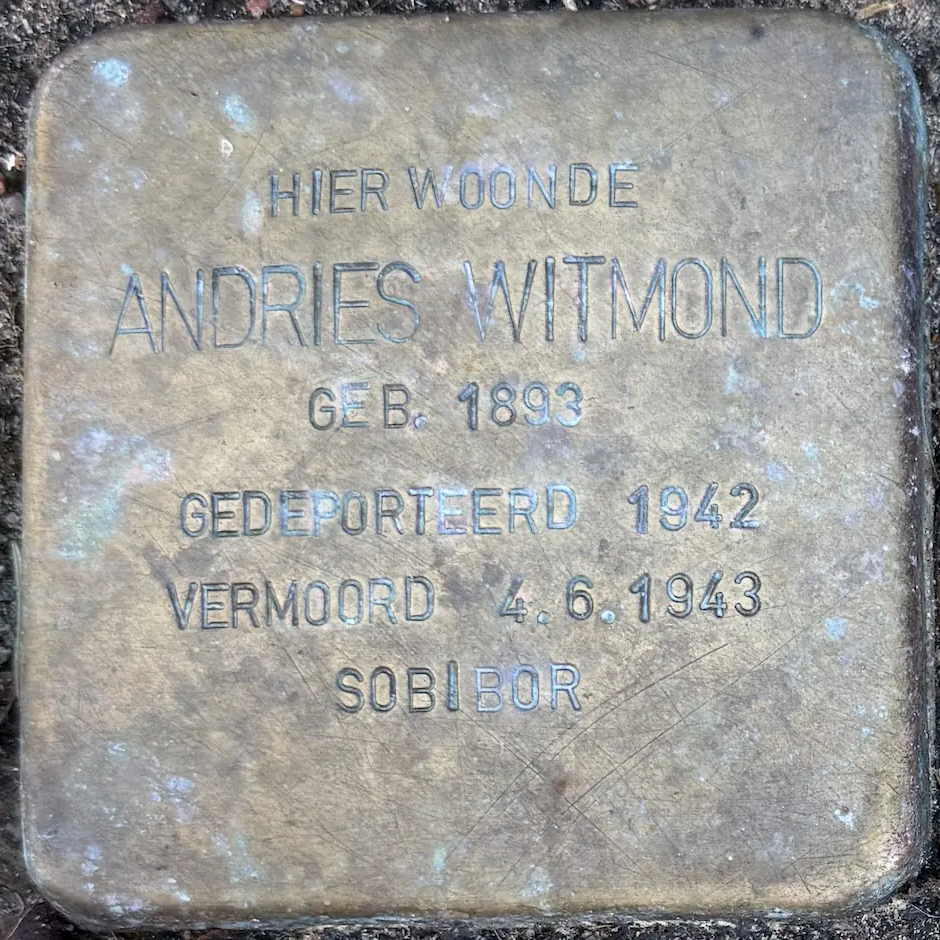 HIER WOONDE
ANDRIES WITMOND
GEB. 1893
GEDEPORTEERD 1942
VERMOORD 4.6.1943
SOBIBOR